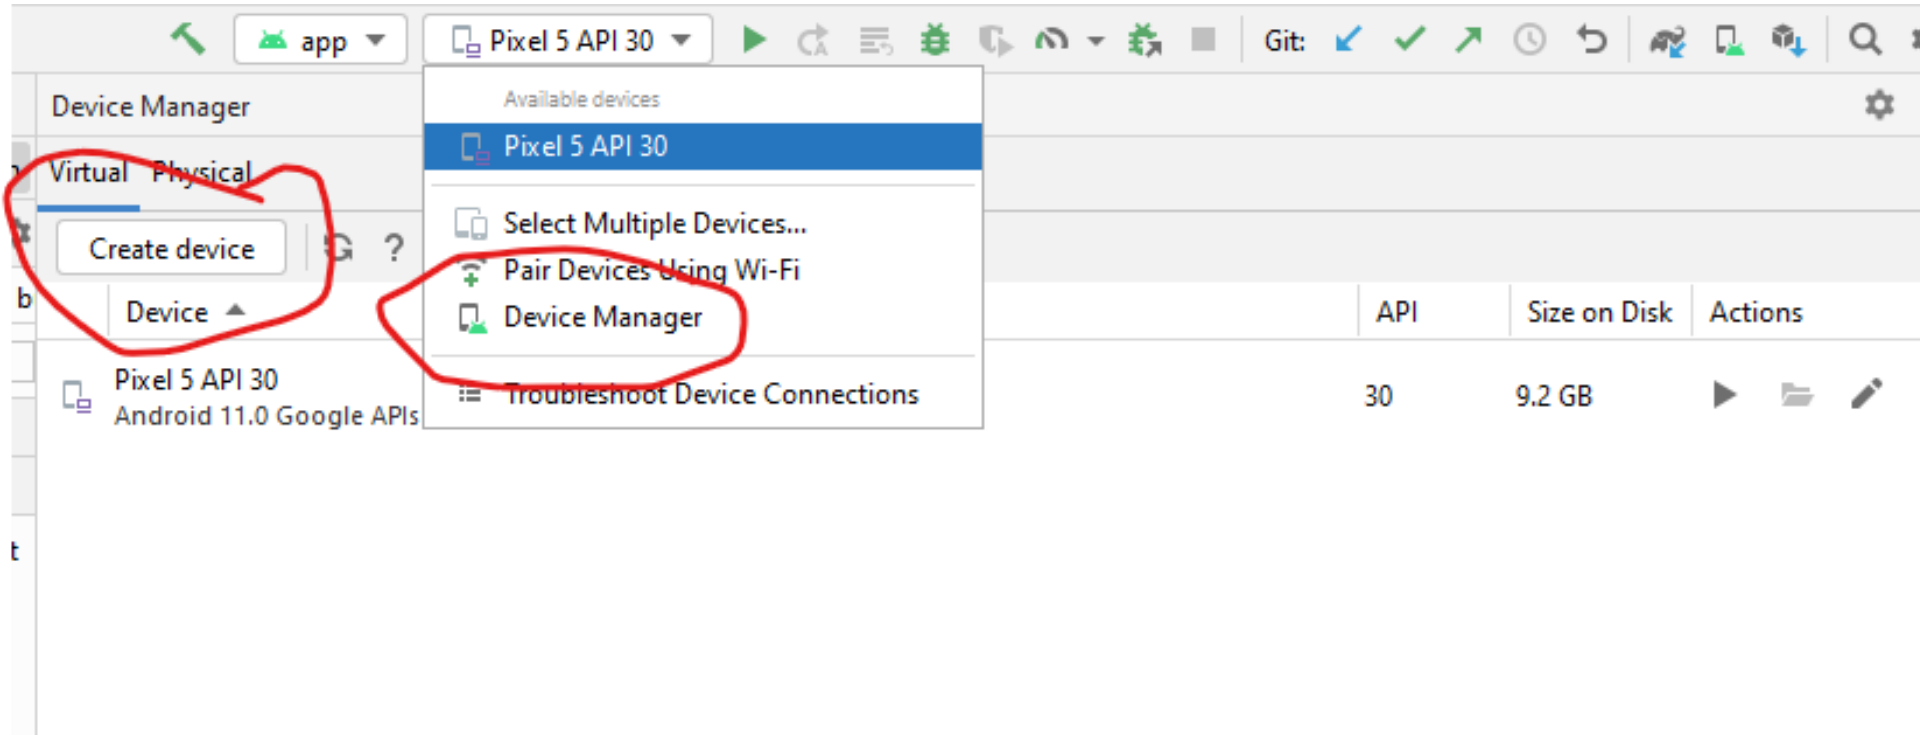 app
Pixel 5 API 30
Git:
Device Manager
Available devices
Pixel 5 API 30
Virtual Physical
Select Multiple Devices...
Create device
?
Pair Devices Using Wi-Fi
b
Device
Device Manager
API
Size on Disk
Actions
Pixel 5 API 30
Android 11.0 Google APIs
Troubleshoot Device Connections
30
9.2 GB
t